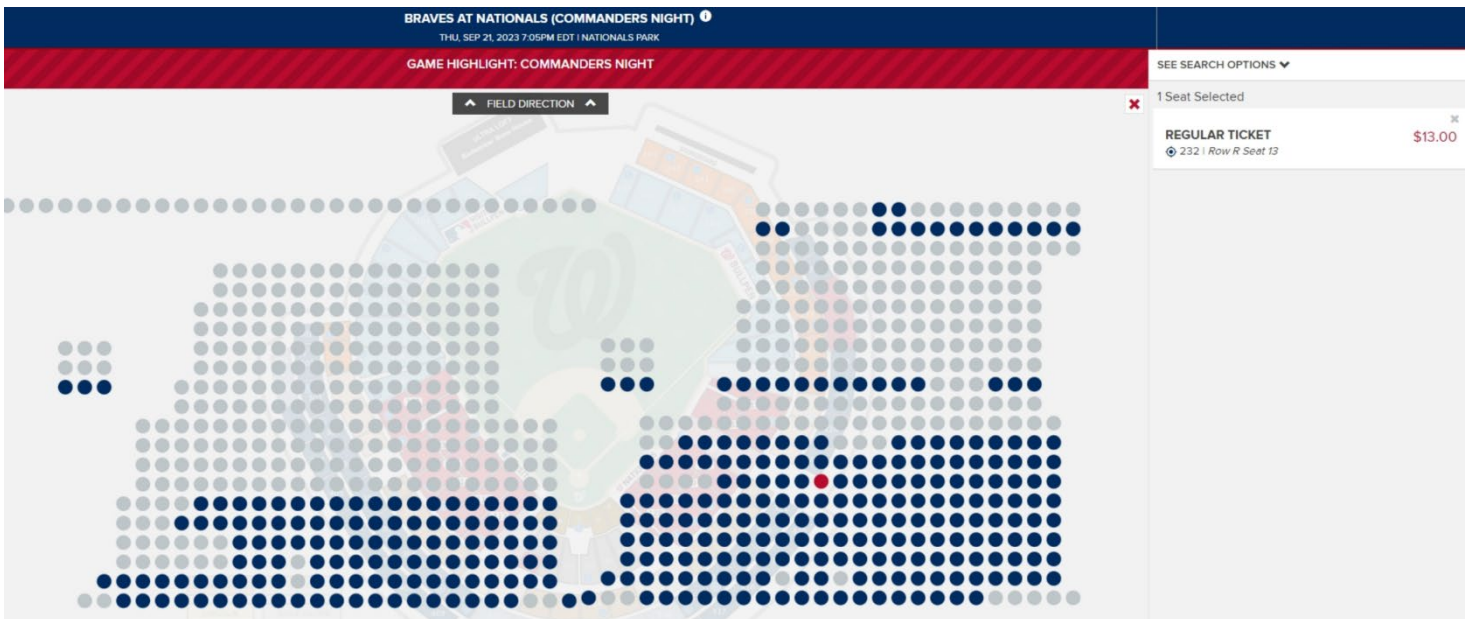 BRAVES AT NATIONALS (COMMANDERS NIGHT)
THU, SEP 21, 2023 7:05PM EDT | NATIONALS PARK
GAME HIGHLIGHT: COMMANDERS NIGHT
SEE SEARCH OPTIONS
FIELD DIRECTION
1 Seat Selected
REGULAR TICKET
$13.00
232 | Row R Seat 13
W